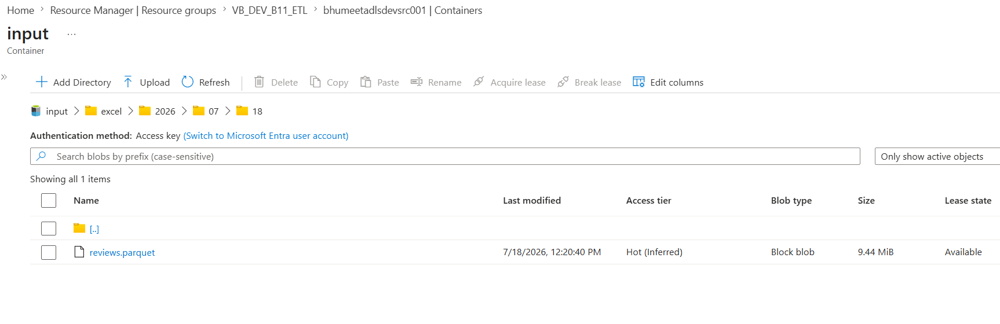 Home > Resource Manager | Resource groups > VB_DEV_B11_ETL > bhumeetadlsdevsrc001 | Containers
input ...
Container
» 
Add Directory Upload Refresh Delete Copy Paste Rename Acquire lease Break lease Edit columns
input > excel > 2026 > 07 > 18
Authentication method: Access key (Switch to Microsoft Entra user account)
Search blobs by prefix (case-sensitive) Only show active objects
Showing all 1 items
Name Last modified Access tier Blob type Size Lease state
[..]
reviews.parquet 7/18/2026, 12:20:40 PM Hot (Inferred) Block blob 9.44 MiB Available